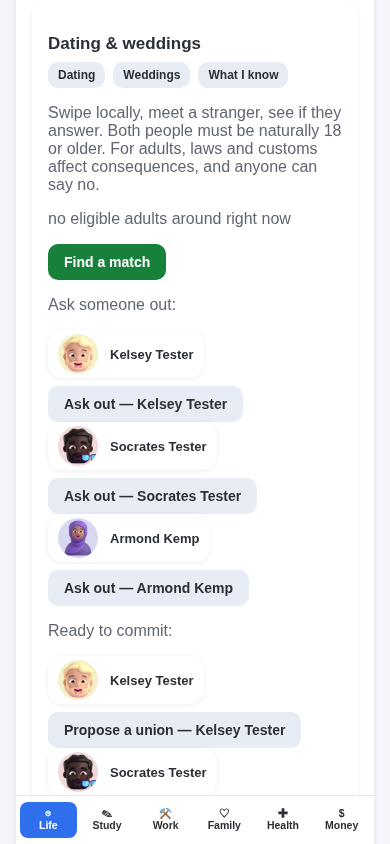 Dating & weddings
Dating Weddings What I know
Swipe locally, meet a stranger, see if they
answer. Both people must be naturally 18
or older. For adults, laws and customs
affect consequences, and anyone can
say no.
no eligible adults around right now
Find a match
Ask someone out:
Kelsey Tester
Ask out — Kelsey Tester
Socrates Tester
Ask out — Socrates Tester
Armond Kemp
Ask out — Armond Kemp
Ready to commit:
Kelsey Tester
Propose a union — Kelsey Tester
Socrates Tester
Life Study Work Family Health Money